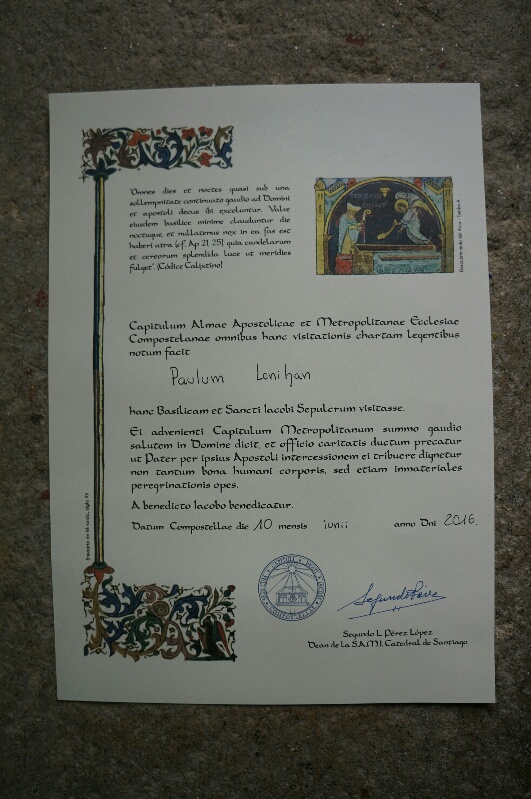 "Omnes dies et noctes quasi sub una
sollempnitate continuato gaudio ad Domini
et apostoli decus ibi excoluntur. Valve
eiusdem basilice minime clauduntur die
noctuque, et nullatenus nox in ea fas est
haberi atra [cf. Ap 21, 25], quia candelarum
et cereorum splendida luce ut meridies
fulget". (Códice Calixtino)
Capitulum Almae Apostolicae et Metropolitanae Ecclesiae
Compostelanae omnibus hanc visitationis chartam legentibus
notum facit
Paulum Lenihan
hanc Basilicam et Sancti Iacobi Sepulcrum visitasse.
Ei advenienti Capitulum Metropolitanum summo gaudio
salutem in Domine dicit, et officio caritatis ductum precatur
ut Pater per ipsius Apostoli intercessionem ei tribuere dignetur
non tantum bona humani corporis, sed etiam inmateriales
peregrinationis opes.
A benedicto Iacobo benedicatur.
Datum Compostellae die 10 mensis iunii anno Dni 2016.
Segundo L. Pérez López
Deán de la S.A.M.I. Catedral de Santiago